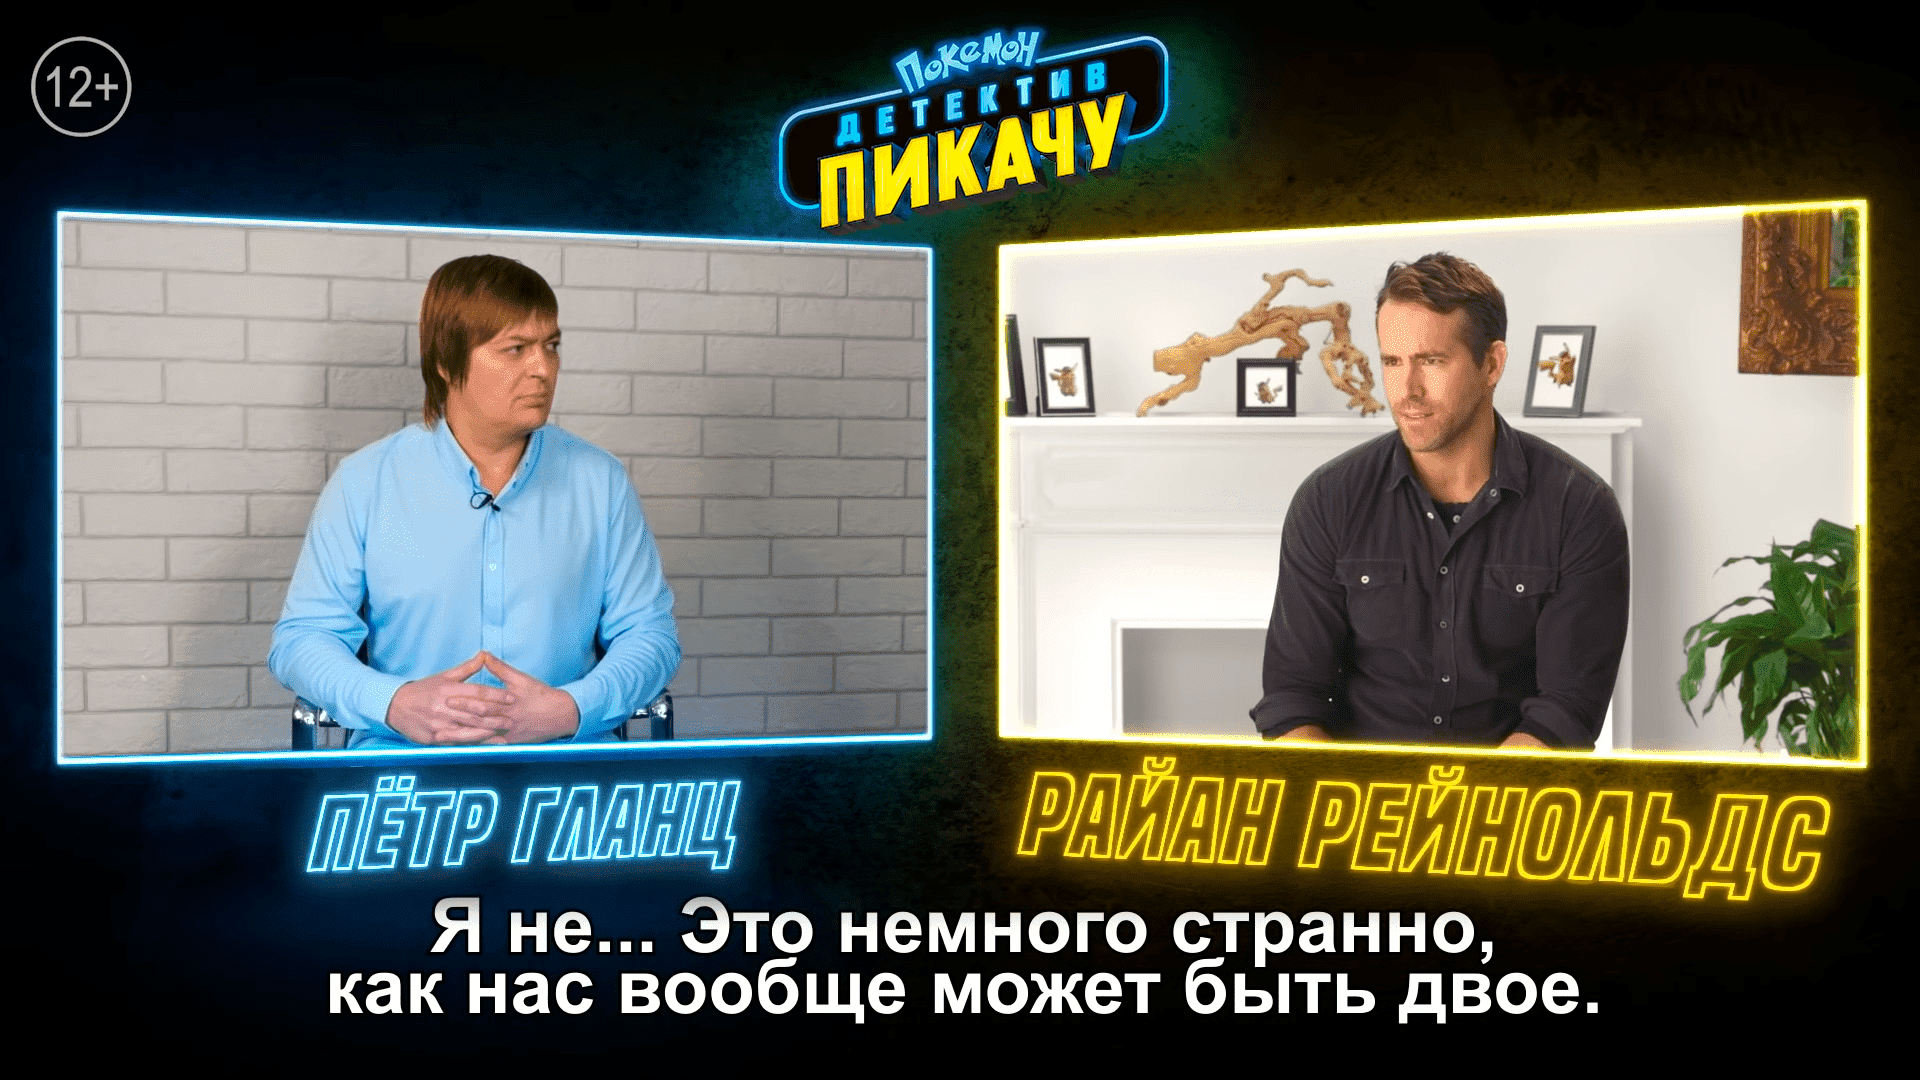 12+
ПОКЕМОН
ДЕТЕКТИВ
ПИКАЧУ
ПЁТР ГЛАНЦ
РАЙАН РЕЙНОЛЬДС
Я не... Это немного странно,
как нас вообще может быть двое.